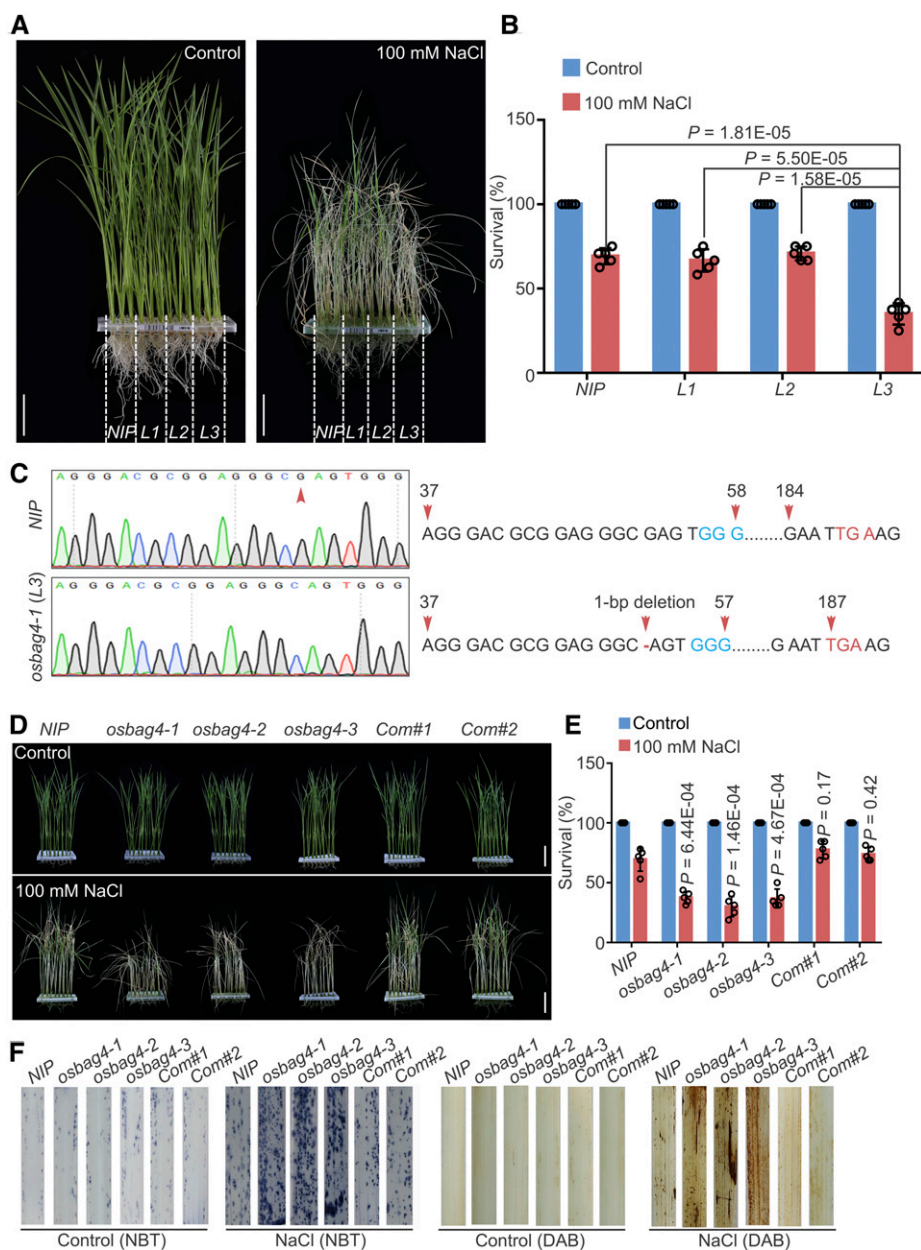 A
Control
100 mM NaCl
NIP L1 L2 L3
NIP L1 L2 L3
B
Control
100 mM NaCl
Survival (%)
150
100
50
0
P = 1.81E-05
P = 5.50E-05
P = 1.58E-05
NIP L1 L2 L3
C
NIP
A G G G A C G C G G A G G G C G A G T G G G
37 58 184
AGGG GACGCG GAG GGC GAG TGGG........GAAT TGAAG
osbag4-1 (L3)
A G G G A C G C G G A G G G C A G T G G G
37 1-bp deletion 57 187
AGG GAC GCG GAG GGC -AGT GGG........G AAT TGA AG
D
NIP osbag4-1 osbag4-2 osbag4-3 Com#1 Com#2
Control
100 mM NaCl
E
Control
100 mM NaCl
Survival (%)
150
100
50
0
P = 6.44E-04
P = 1.46E-04
P = 4.67E-04
P = 0.17
P = 0.42
NIP osbag4-1 osbag4-2 osbag4-3 Com#1 Com#2
F
NIP osbag4-1 osbag4-2 osbag4-3 Com#1 Com#2
NIP osbag4-1 osbag4-2 osbag4-3 Com#1 Com#2
NIP osbag4-1 osbag4-2 osbag4-3 Com#1 Com#2
NIP osbag4-1 osbag4-2 osbag4-3 Com#1 Com#2
Control (NBT)
NaCl (NBT)
Control (DAB)
NaCl (DAB)